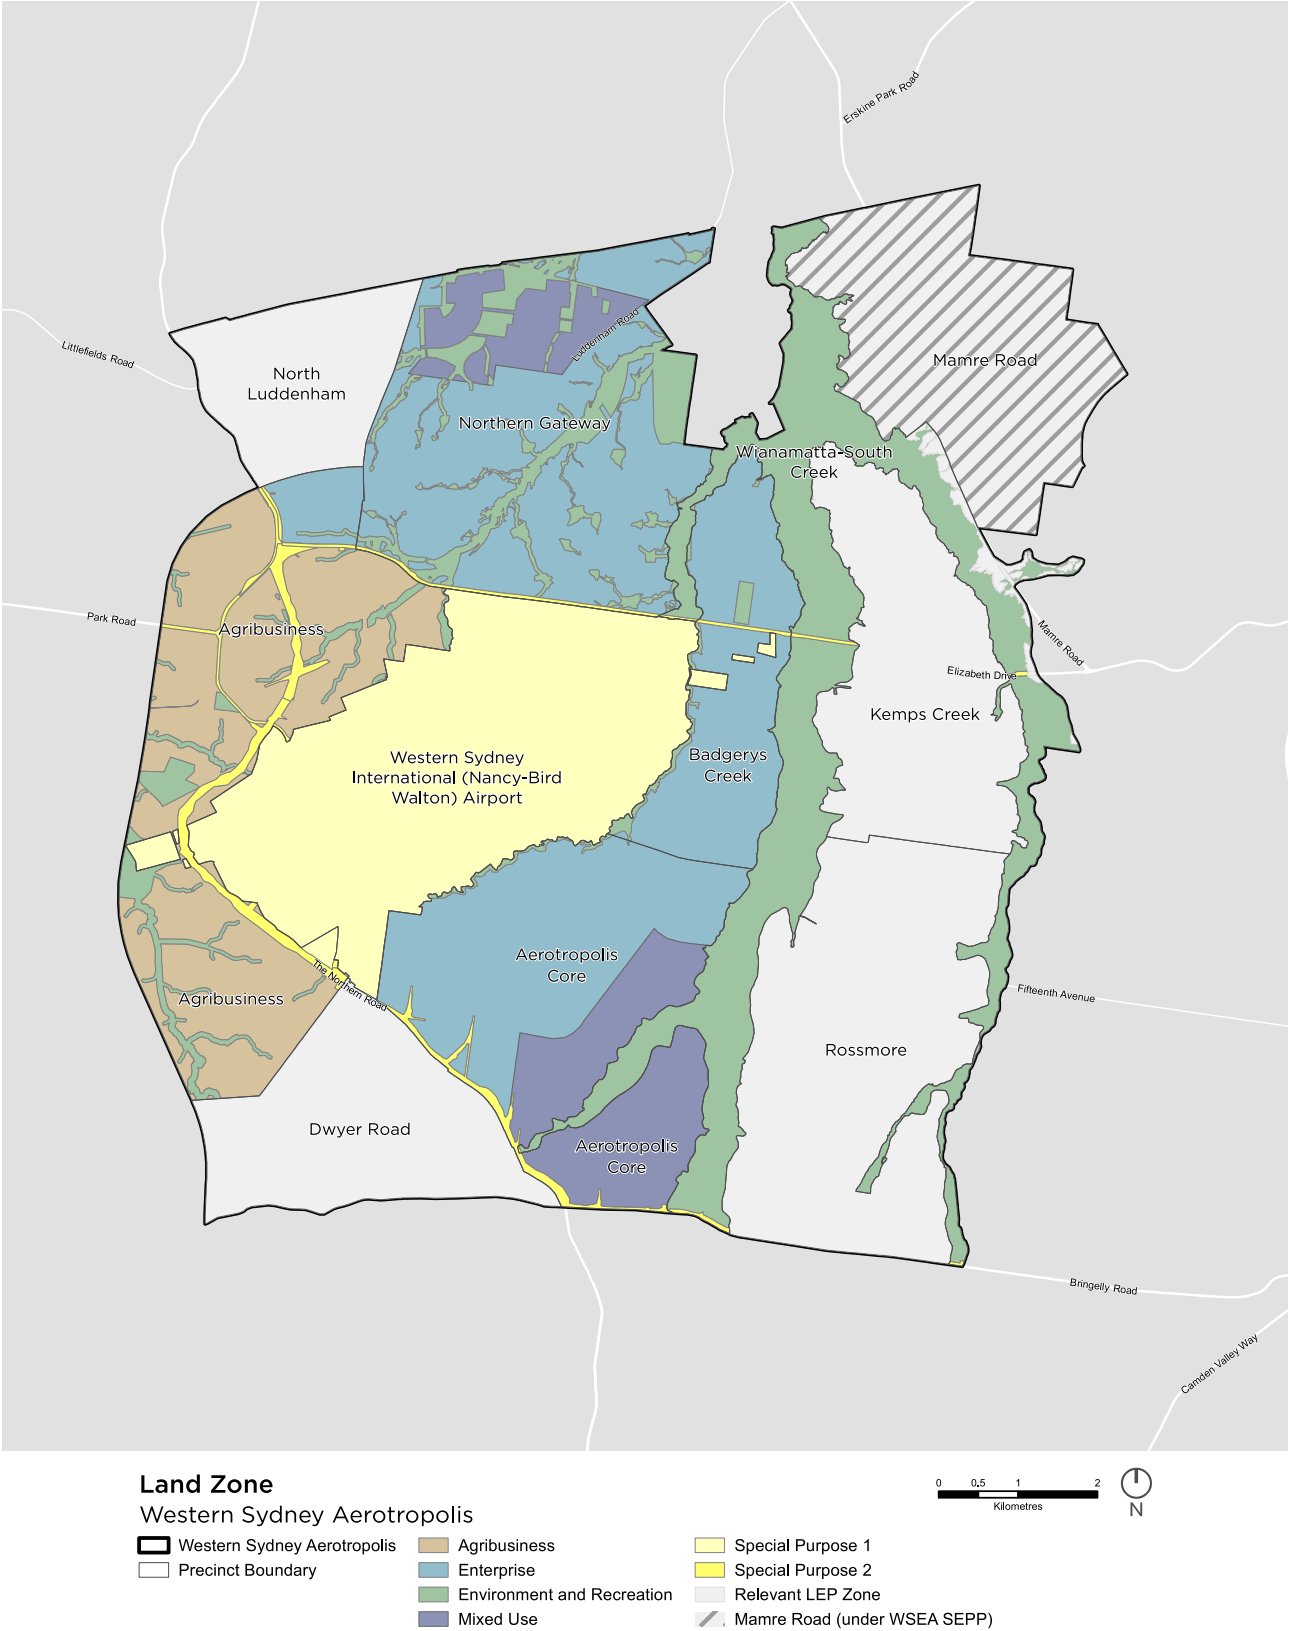 Erskine Park Road
Littlefields Road
North
Luddenham
Luddenham Road
Mamre Road
Northern Gateway
Wianamatta-South
Creek
Park Road
Agribusiness
Mamre Road
Elizabeth Drive
Kemps Creek
Western Sydney
International (Nancy-Bird
Walton) Airport
Badgerys
Creek
Aerotropolis
Core
The Northern Road
Agribusiness
Fifteenth Avenue
Rossmore
Dwyer Road
Aerotropolis
Core
Bringelly Road
Camden Valley Way
Land Zone
Western Sydney Aerotropolis
Western Sydney Aerotropolis
Precinct Boundary
Agribusiness
Enterprise
Environment and Recreation
Mixed Use
Special Purpose 1
Special Purpose 2
Relevant LEP Zone
Mamre Road (under WSEA SEPP)
0 0.5 1 2
Kilometres
N